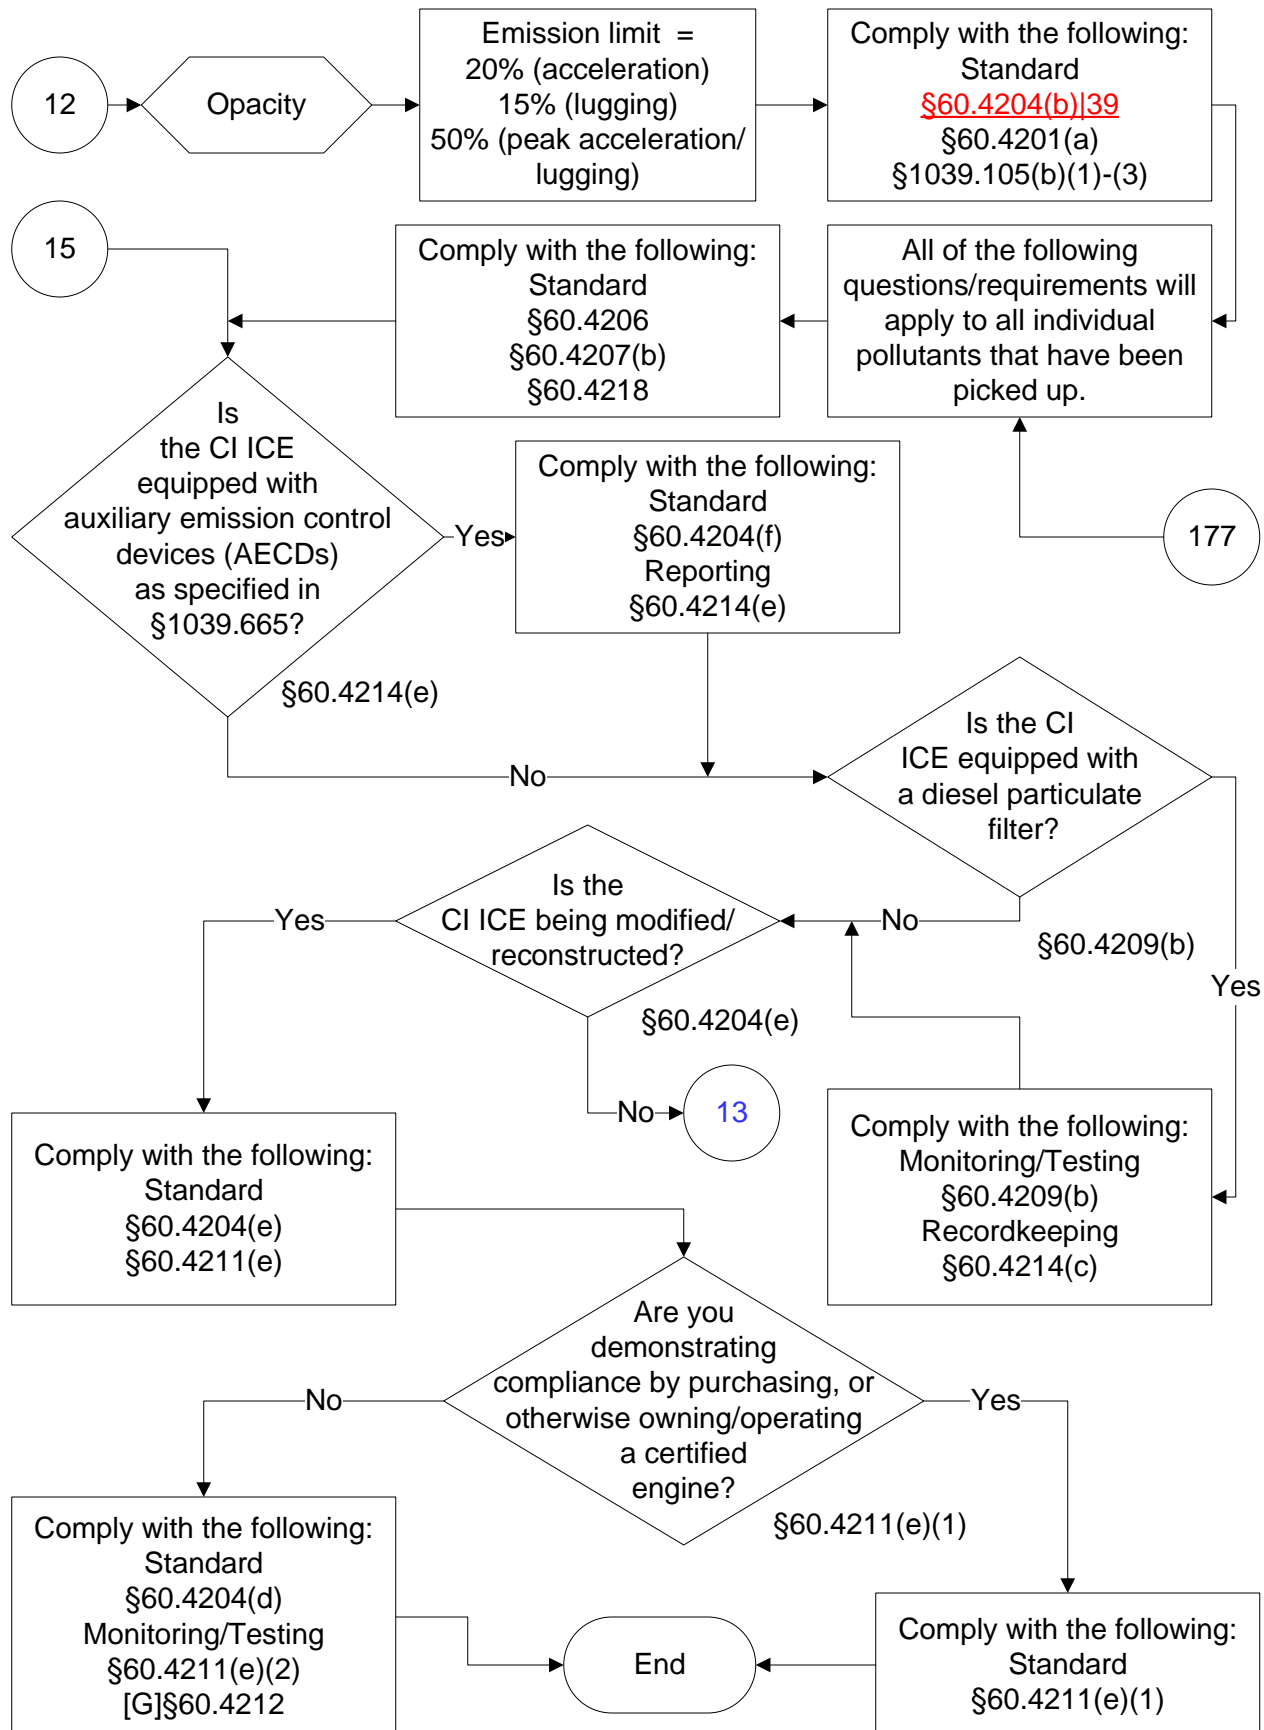 12
Opacity
Emission limit =
20% (acceleration)
15% (lugging)
50% (peak acceleration/
lugging)
Comply with the following:
Standard
§60.4204(b)|39
§60.4201(a)
§1039.105(b)(1)-(3)
15
Comply with the following:
Standard
§60.4206
§60.4207(b)
§60.4218
All of the following
questions/requirements will
apply to all individual
pollutants that have been
picked up.
Is
the CI ICE
equipped with
auxiliary emission control
devices (AECDs)
as specified in
§1039.665?
Yes
Comply with the following:
Standard
§60.4204(f)
Reporting
§60.4214(e)
177
§60.4214(e)
No
Is the CI
ICE equipped with
a diesel particulate
filter?
Yes
Is the
CI ICE being modified/
reconstructed?
No
§60.4209(b)
Yes
§60.4204(e)
No
13
Comply with the following:
Standard
§60.4204(e)
§60.4211(e)
Comply with the following:
Monitoring/Testing
§60.4209(b)
Recordkeeping
§60.4214(c)
Are you
demonstrating
compliance by purchasing, or
otherwise owning/operating
a certified
engine?
No
Yes
§60.4211(e)(1)
Comply with the following:
Standard
§60.4204(d)
Monitoring/Testing
§60.4211(e)(2)
[G]§60.4212
End
Comply with the following:
Standard
§60.4211(e)(1)